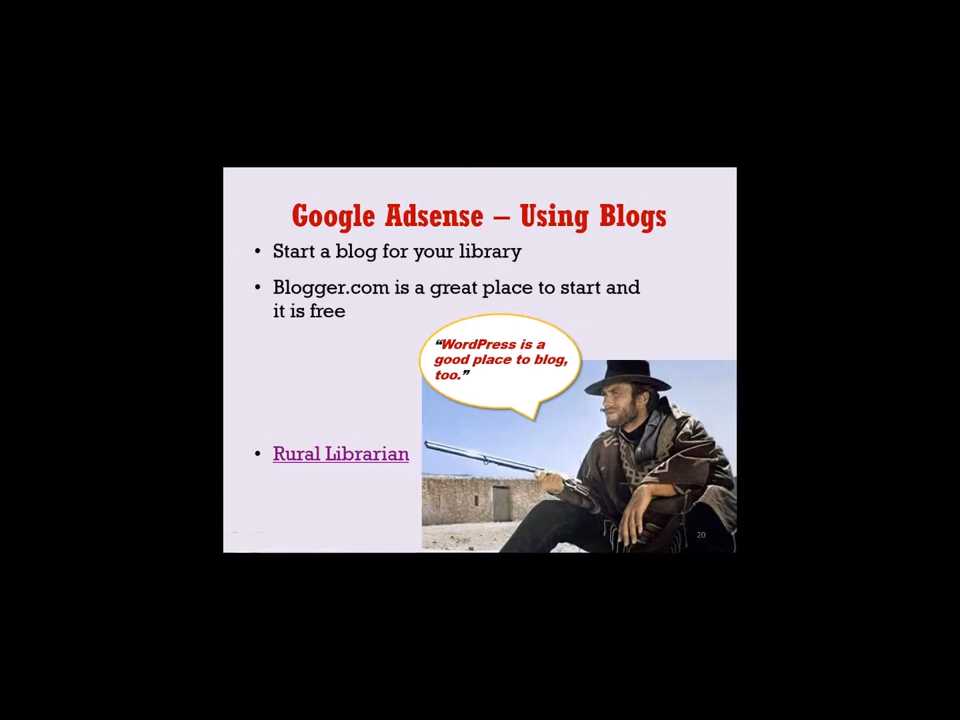 Google Adsense – Using Blogs
• Start a blog for your library
• Blogger.com is a great place to start and
it is free
“WordPress is a
good place to blog,
too.”
• Rural Librarian
20